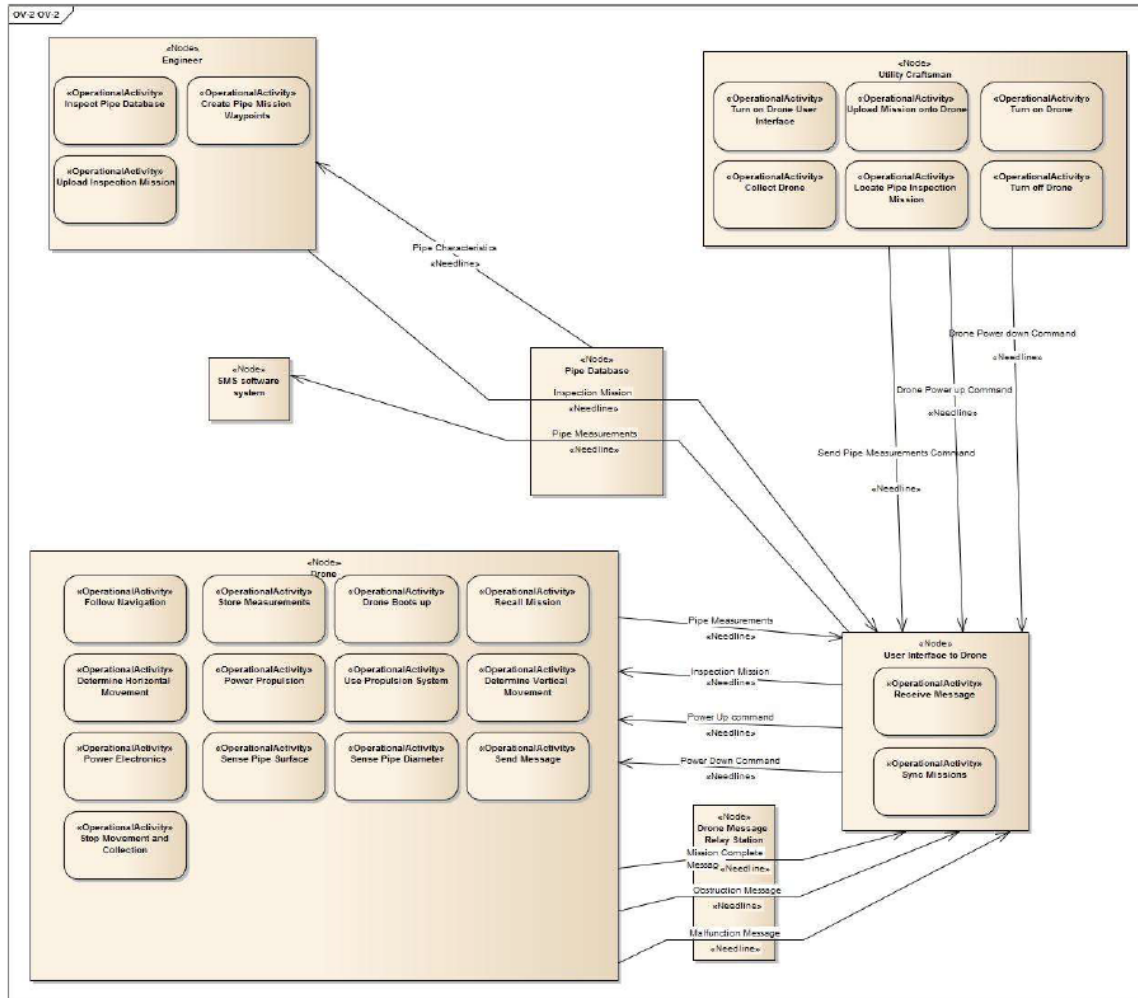 OV-2 OV-2
«Node»
Engineer
«OperationalActivity»
Inspect Pipe Database
«OperationalActivity»
Create Pipe Mission
Waypoints
«OperationalActivity»
Upload Inspection Mission
«Node»
Utility Craftsman
«OperationalActivity»
Turn on Drone User
Interface
«OperationalActivity»
Upload Mission onto Drone
«OperationalActivity»
Turn on Drone
«OperationalActivity»
Collect Drone
«OperationalActivity»
Locate Pipe Inspection
Mission
«OperationalActivity»
Turn off Drone
Pipe Characteristics
«Needline»
Drone Power down Command
«Needline»
Drone Power up Command
«Needline»
Send Pipe Measurements Command
«Needline»
«Node»
SMS software
system
«Node»
Pipe Database
Inspection Mission
«Needline»
Pipe Measurements
«Needline»
«Node»
Drone
«OperationalActivity»
Follow Navigation
«OperationalActivity»
Store Measurements
«OperationalActivity»
Drone Boots up
«OperationalActivity»
Recall Mission
«OperationalActivity»
Determine Horizontal
Movement
«OperationalActivity»
Power Propulsion
«OperationalActivity»
Use Propulsion System
«OperationalActivity»
Determine Vertical
Movement
«OperationalActivity»
Power Electronics
«OperationalActivity»
Sense Pipe Surface
«OperationalActivity»
Sense Pipe Diameter
«OperationalActivity»
Send Message
«OperationalActivity»
Stop Movement and
Collection
Pipe Measurements
«Needline»
Inspection Mission
«Needline»
Power Up command
«Needline»
Power Down Command
«Needline»
«Node»
User Interface to Drone
«OperationalActivity»
Receive Message
«OperationalActivity»
Sync Missions
«Node»
Drone Message
Relay Station
Mission Complete
Messag
«Needline»
Obstruction Message
«Needline»
Malfunction Message
«Needline»